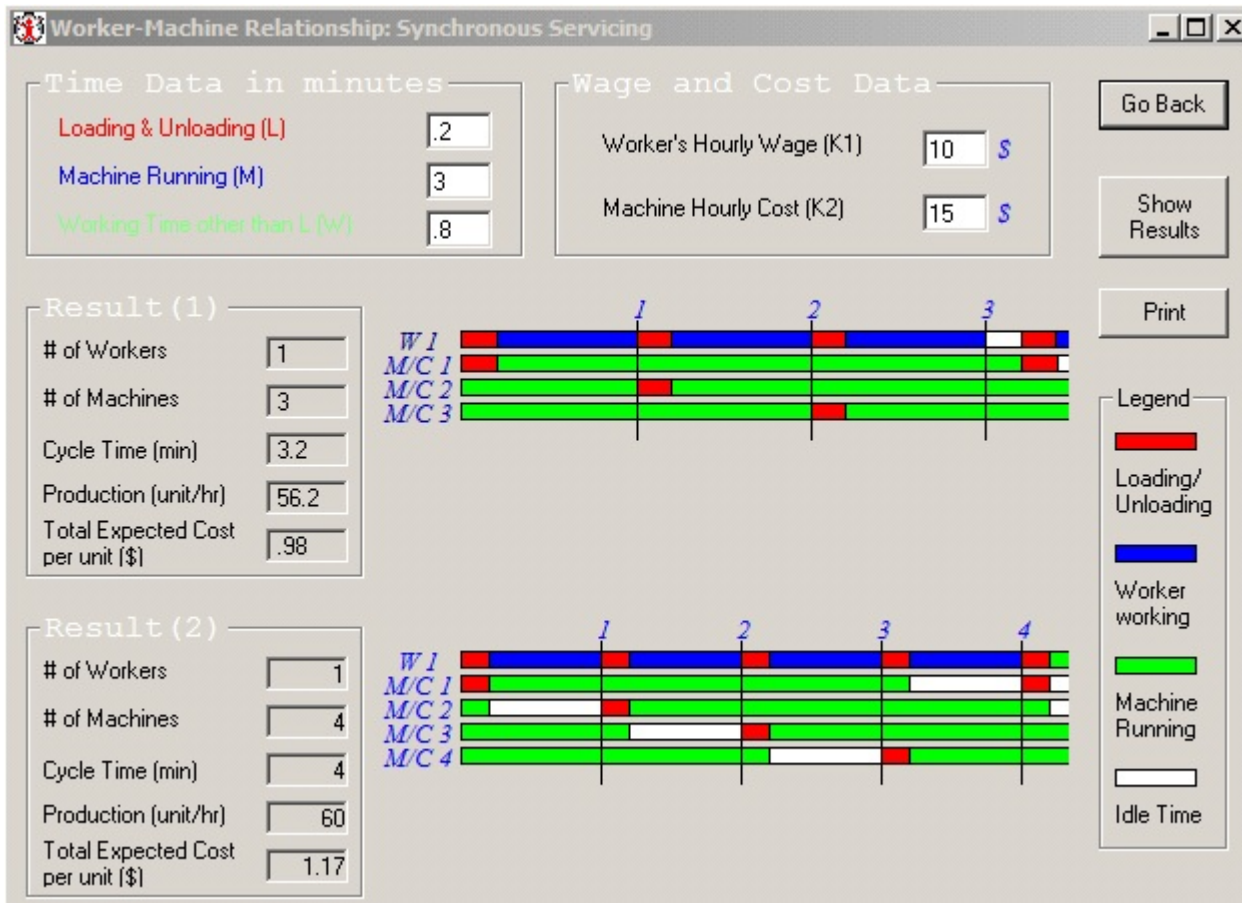 Worker-Machine Relationship: Synchronous Servicing
Time Data in minutes
Loading & Unloading (L) .2
Machine Running (M) 3
Working Time other than L (W) .8
Wage and Cost Data
Worker's Hourly Wage (K1) 10 $
Machine Hourly Cost (K2) 15 $
Go Back
Show
Results
Print
Result(1)
# of Workers 1
# of Machines 3
Cycle Time (min) 3.2
Production (unit/hr) 56.2
Total Expected Cost
per unit ($) .98
1 2 3
W 1
M/C 1
M/C 2
M/C 3
Result(2)
# of Workers 1
# of Machines 4
Cycle Time (min) 4
Production (unit/hr) 60
Total Expected Cost
per unit ($) 1.17
1 2 3 4
W 1
M/C 1
M/C 2
M/C 3
M/C 4
Legend
Loading/
Unloading
Worker
working
Machine
Running
Idle Time